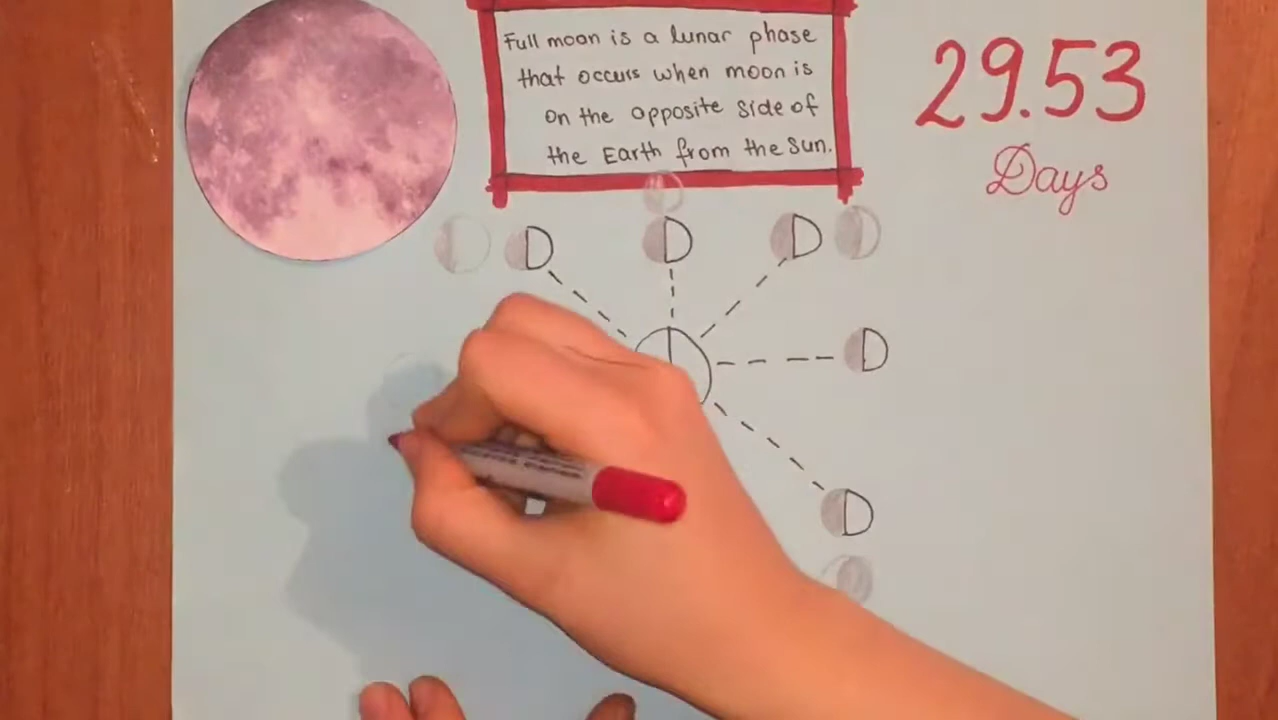 Full moon is a lunar phase
that occurs when moon is
on the opposite side of
the Earth from the Sun.
29.53
Days